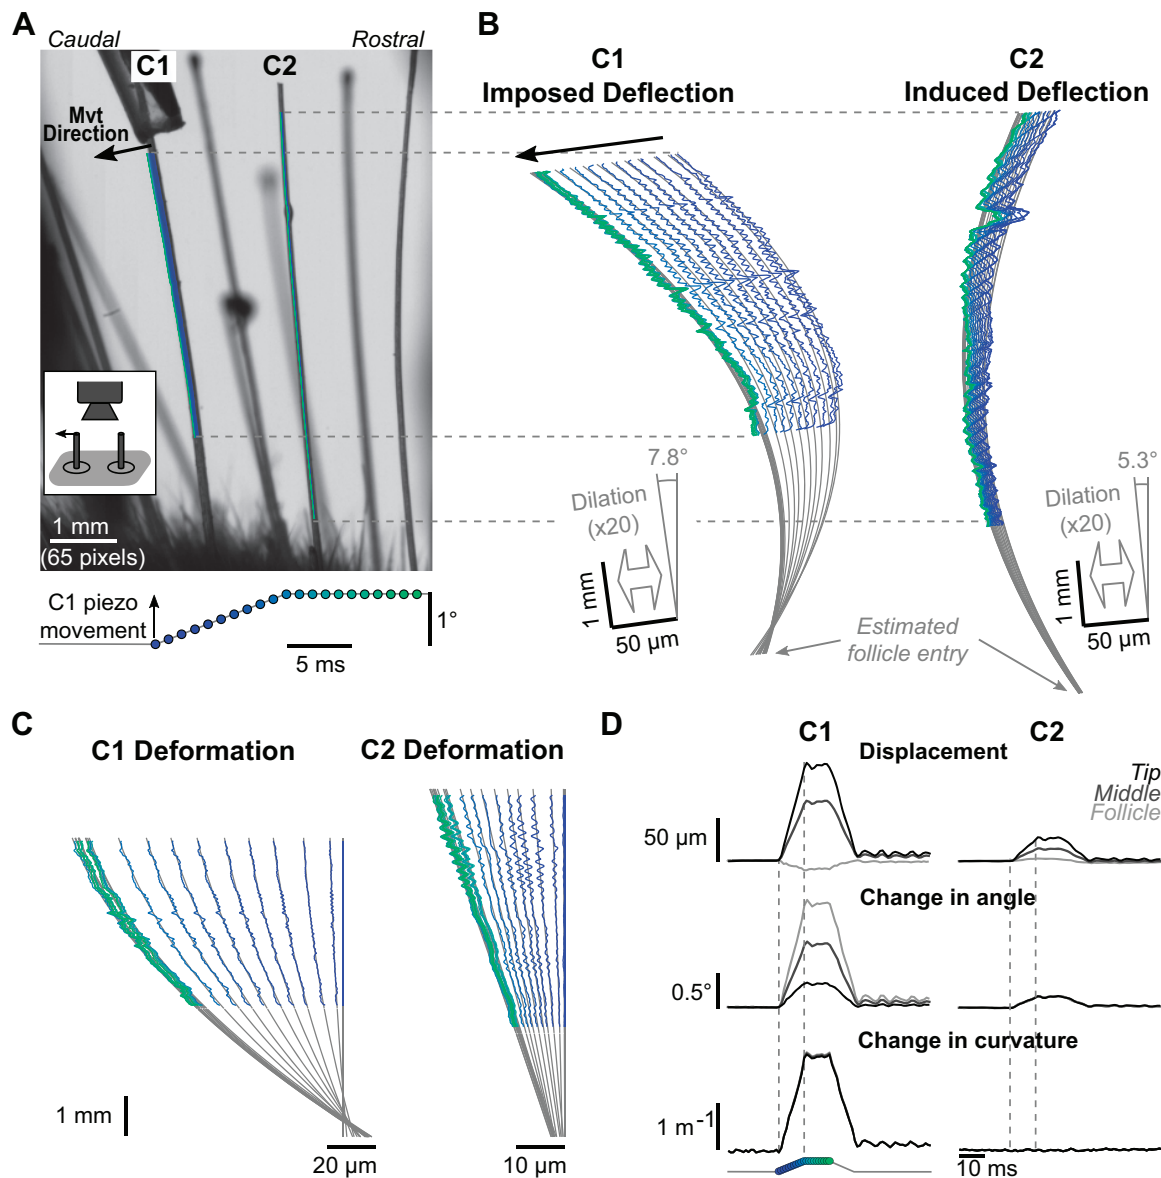 A
Caudal
Rostral
C1
C2
Mvt
Direction
1 mm
(65 pixels)
C1 piezo
movement
5 ms
1°
B
C1
Imposed Deflection
C2
Induced Deflection
7.8°
Dilation
(x20)
1 mm
50 µm
5.3°
Dilation
(x20)
1 mm
50 µm
Estimated
follicle entry
C
C1 Deformation
C2 Deformation
1 mm
20 µm
10 µm
D
C1
C2
Displacement
Tip
Middle
Follicle
50 µm
Change in angle
0.5°
Change in curvature
1 m⁻¹
10 ms